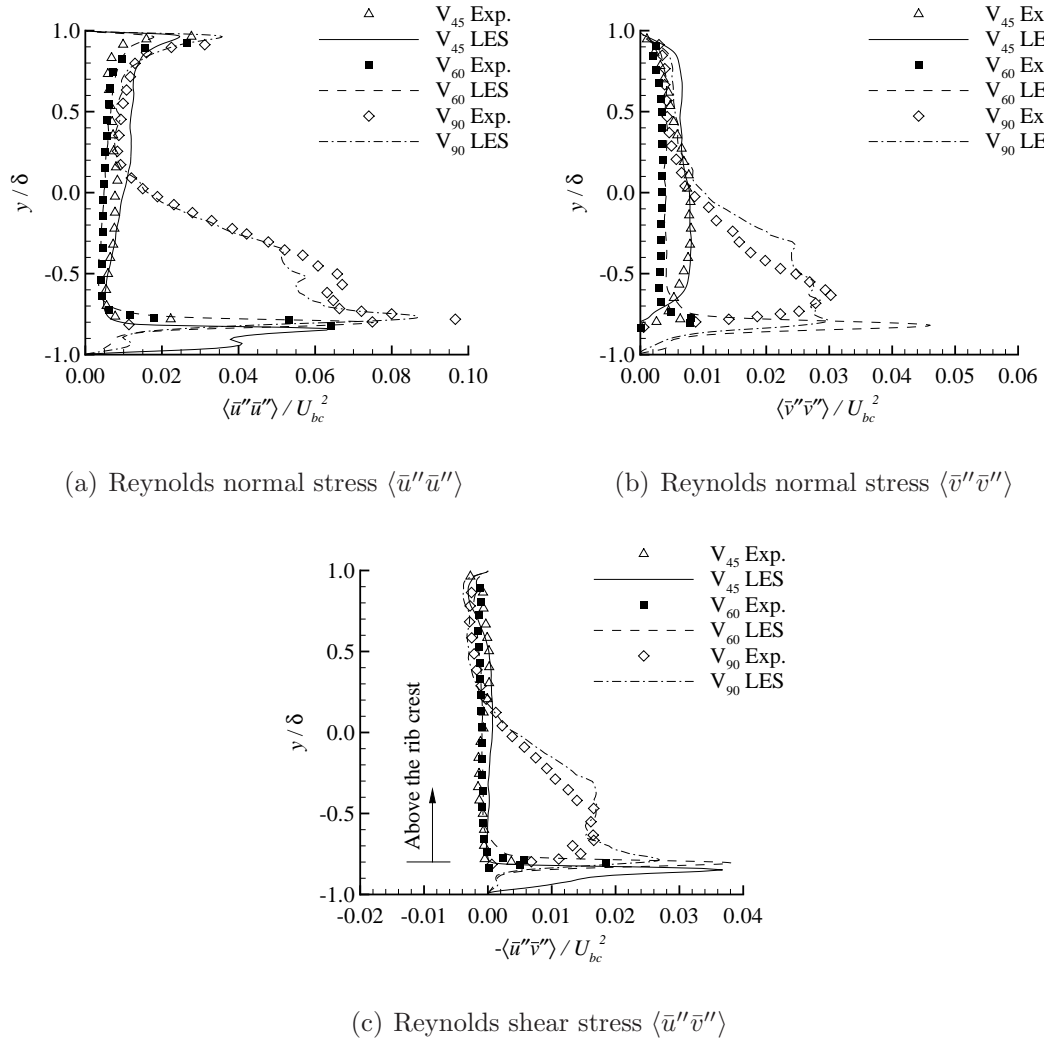 V₄₅ Exp.
V₄₅ LES
V₆₀ Exp.
V₆₀ LES
V₉₀ Exp.
V₉₀ LES
1.0
0.5
0.0
-0.5
-1.0
y / δ
0.00 0.02 0.04 0.06 0.08 0.10
⟨ū″ū″⟩ / U_bc²
(a) Reynolds normal stress ⟨ū″ū″⟩
V₄₅ Ex
V₄₅ LE
V₆₀ Ex
V₆₀ LE
V₉₀ Ex
V₉₀ LE
1.0
0.5
0.0
-0.5
-1.0
y / δ
0.00 0.01 0.02 0.03 0.04 0.05 0.06
⟨v̄″v̄″⟩ / U_bc²
(b) Reynolds normal stress ⟨v̄″v̄″⟩
V₄₅ Exp.
V₄₅ LES
V₆₀ Exp.
V₆₀ LES
V₉₀ Exp.
V₉₀ LES
1.0
0.5
0.0
-0.5
-1.0
y / δ
Above the rib crest
-0.02 -0.01 0.00 0.01 0.02 0.03 0.04
-⟨ū″v̄″⟩ / U_bc²
(c) Reynolds shear stress ⟨ū″v̄″⟩